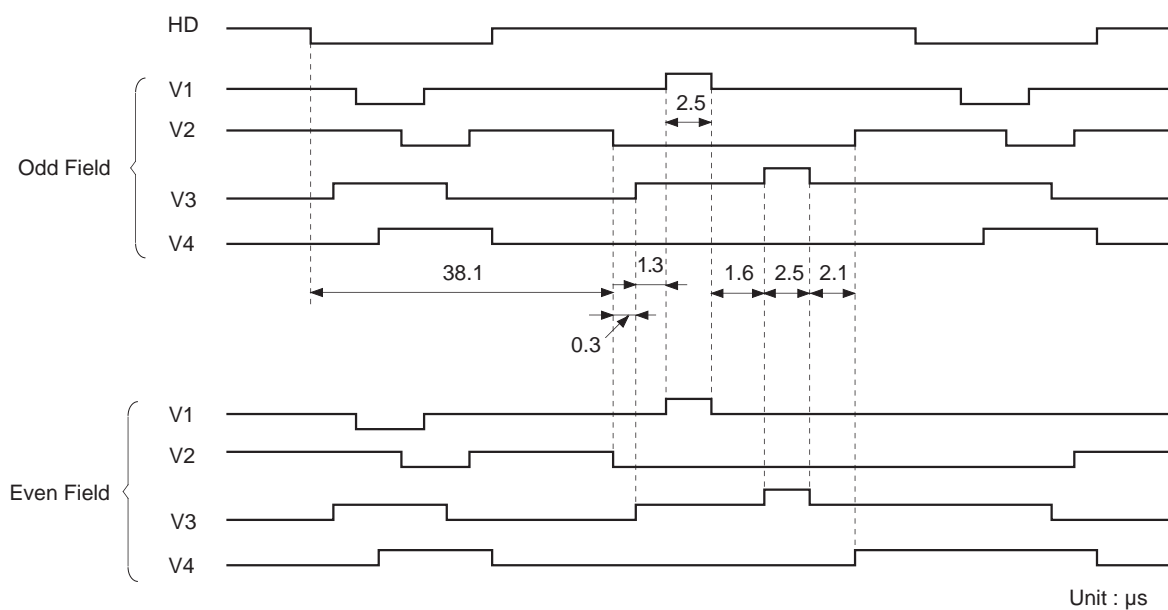 HD
Odd Field
V1
2.5
V2
V3
V4
38.1
1.3
1.6
2.5
2.1
0.3
Even Field
V1
V2
V3
V4
Unit : μs